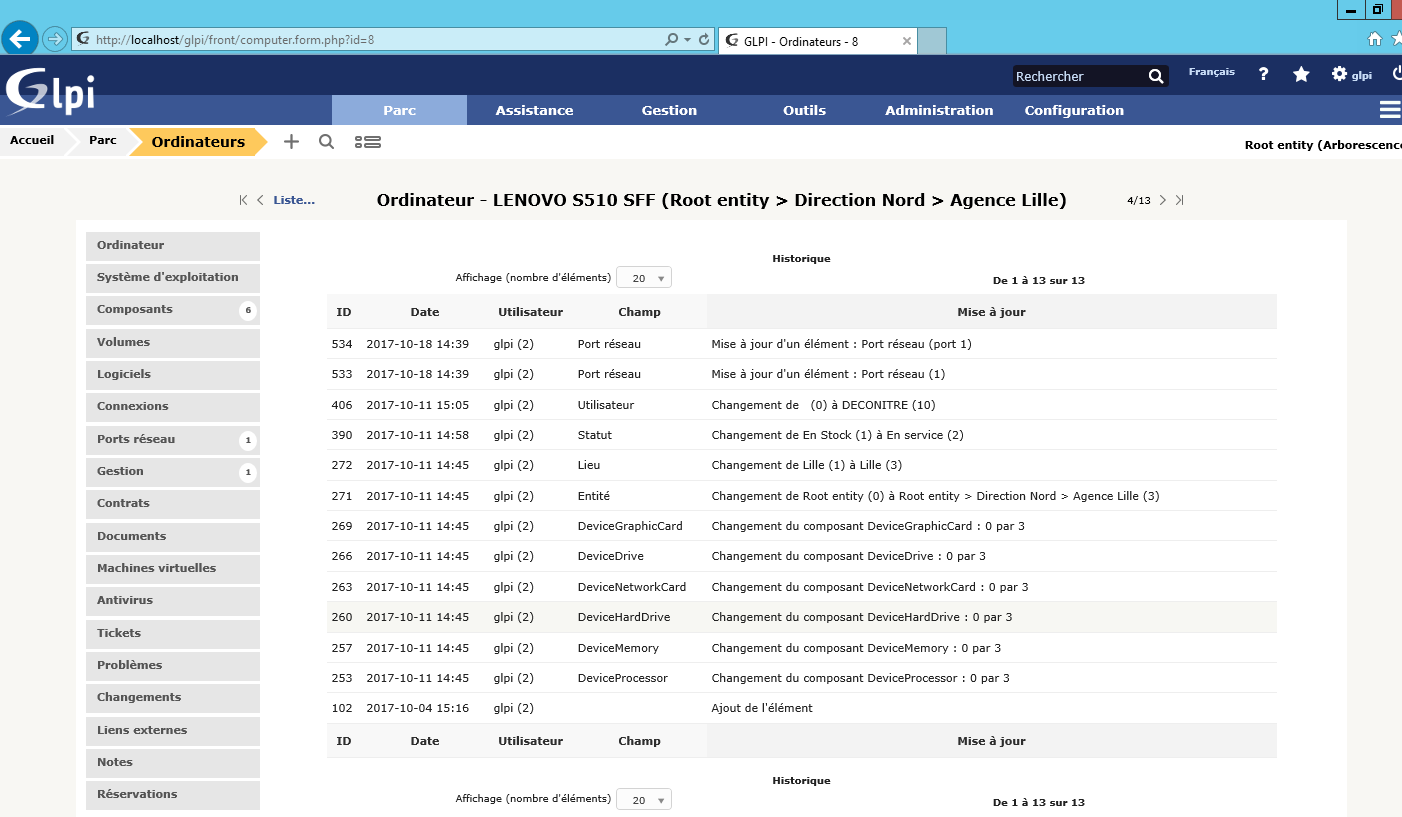 http://localhost/glpi/front/computer.form.php?id=8
GLPI - Ordinateurs - 8
Glpi
Rechercher
Français
?
glpi
Parc Assistance Gestion Outils Administration Configuration
Accueil Parc Ordinateurs
Root entity (Arborescence
Liste...
Ordinateur - LENOVO S510 SFF (Root entity > Direction Nord > Agence Lille)
4/13
Ordinateur
Système d'exploitation
Composants 6
Volumes
Logiciels
Connexions
Ports réseau 1
Gestion 1
Contrats
Documents
Machines virtuelles
Antivirus
Tickets
Problèmes
Changements
Liens externes
Notes
Réservations
Historique
Affichage (nombre d'éléments) 20
De 1 à 13 sur 13
ID Date Utilisateur Champ Mise à jour
534 2017-10-18 14:39 glpi (2) Port réseau Mise à jour d'un élément : Port réseau (port 1)
533 2017-10-18 14:39 glpi (2) Port réseau Mise à jour d'un élément : Port réseau (1)
406 2017-10-11 15:05 glpi (2) Utilisateur Changement de (0) à DECONITRE (10)
390 2017-10-11 14:58 glpi (2) Statut Changement de En Stock (1) à En service (2)
272 2017-10-11 14:45 glpi (2) Lieu Changement de Lille (1) à Lille (3)
271 2017-10-11 14:45 glpi (2) Entité Changement de Root entity (0) à Root entity > Direction Nord > Agence Lille (3)
269 2017-10-11 14:45 glpi (2) DeviceGraphicCard Changement du composant DeviceGraphicCard : 0 par 3
266 2017-10-11 14:45 glpi (2) DeviceDrive Changement du composant DeviceDrive : 0 par 3
263 2017-10-11 14:45 glpi (2) DeviceNetworkCard Changement du composant DeviceNetworkCard : 0 par 3
260 2017-10-11 14:45 glpi (2) DeviceHardDrive Changement du composant DeviceHardDrive : 0 par 3
257 2017-10-11 14:45 glpi (2) DeviceMemory Changement du composant DeviceMemory : 0 par 3
253 2017-10-11 14:45 glpi (2) DeviceProcessor Changement du composant DeviceProcessor : 0 par 3
102 2017-10-04 15:16 glpi (2) Ajout de l'élément
ID Date Utilisateur Champ Mise à jour
Historique
Affichage (nombre d'éléments) 20
De 1 à 13 sur 13